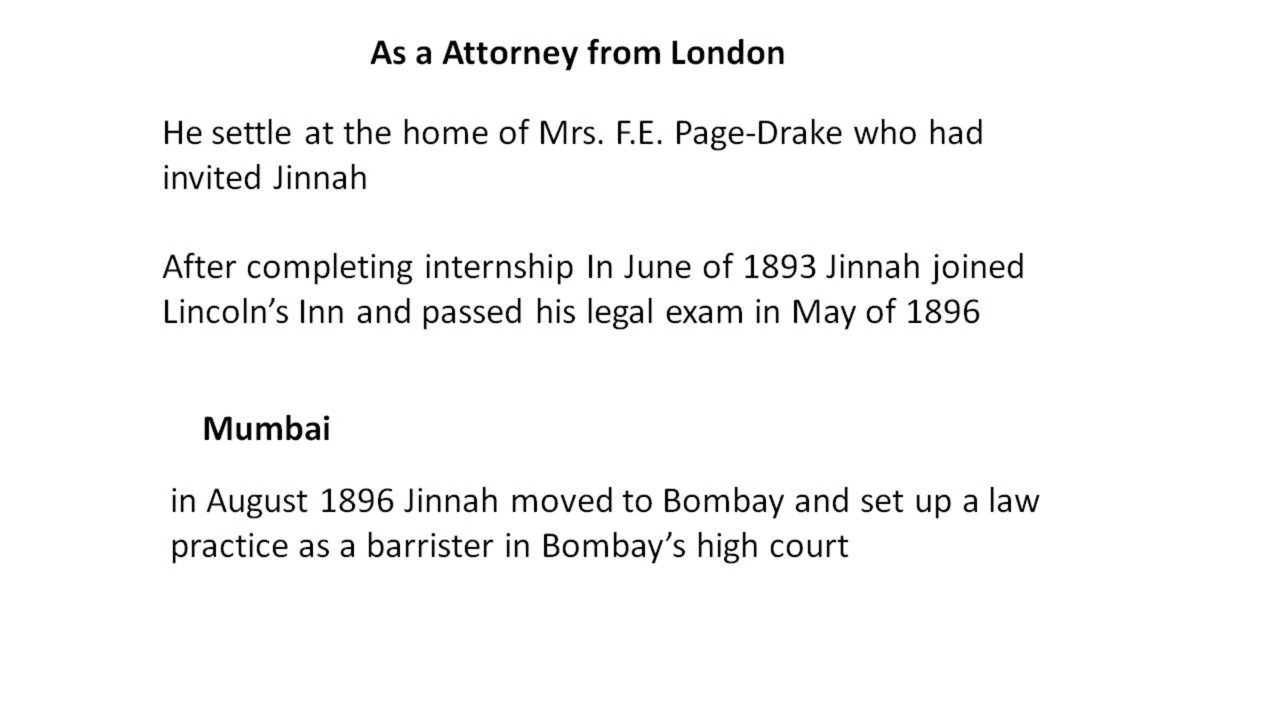 As a Attorney from London
He settle at the home of Mrs. F.E. Page-Drake who had
invited Jinnah
After completing internship In June of 1893 Jinnah joined
Lincoln’s Inn and passed his legal exam in May of 1896
Mumbai
in August 1896 Jinnah moved to Bombay and set up a law
practice as a barrister in Bombay’s high court